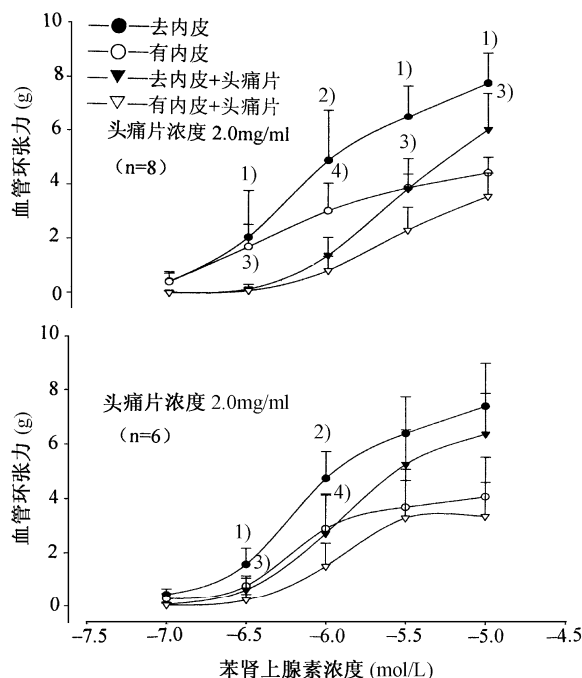 去内皮
有内皮
去内皮+头痛片
有内皮+头痛片
头痛片浓度 2.0mg/ml
(n=8)
血管环张力 (g)
10
8
6
4
2
0
1)
3)
2)
4)
1)
3)
1)
3)
头痛片浓度 2.0mg/ml
(n=6)
血管环张力 (g)
10
8
6
4
2
0
1)
3)
2)
4)
−7.5 −7.0 −6.5 −6.0 −5.5 −5.0 −4.5
苯肾上腺素浓度 (mol/L)